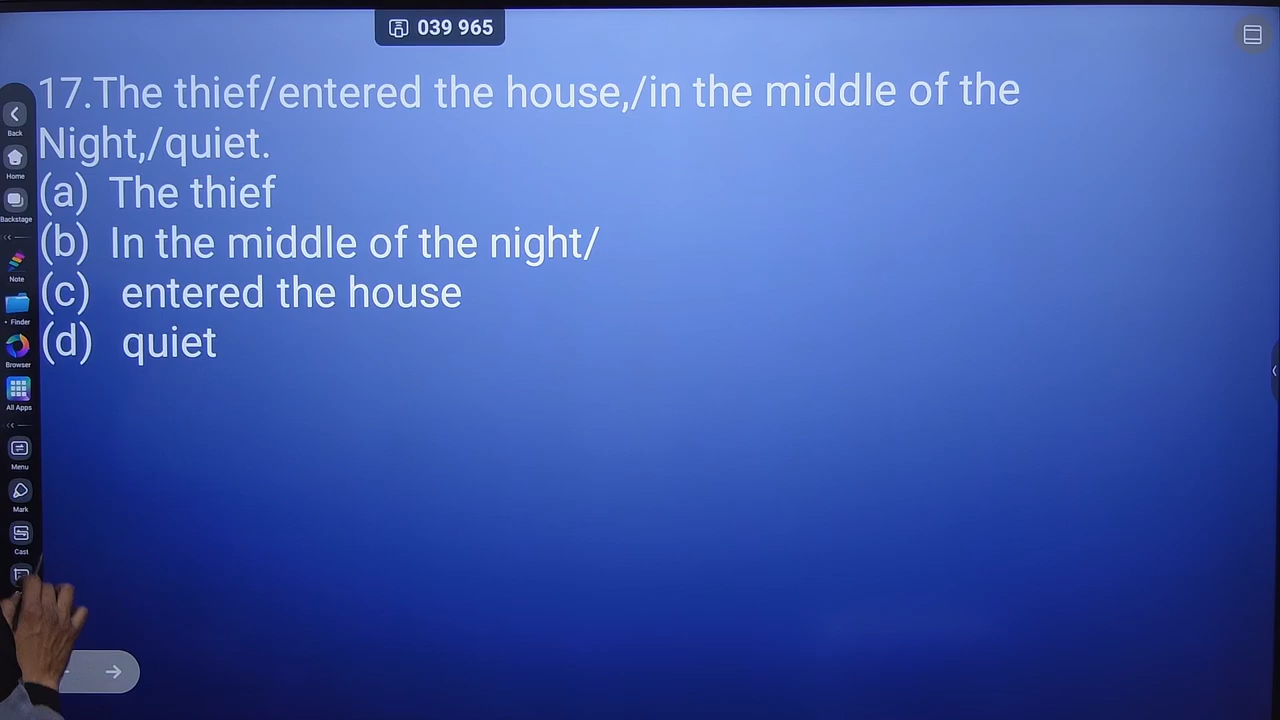 039 965
17.The thief/entered the house,/in the middle of the
Night,/quiet.
(a) The thief
(b) In the middle of the night/
(c) entered the house
(d) quiet
Back
Home
Backstage
Note
Finder
Browser
All Apps
Menu
Mark
Cast